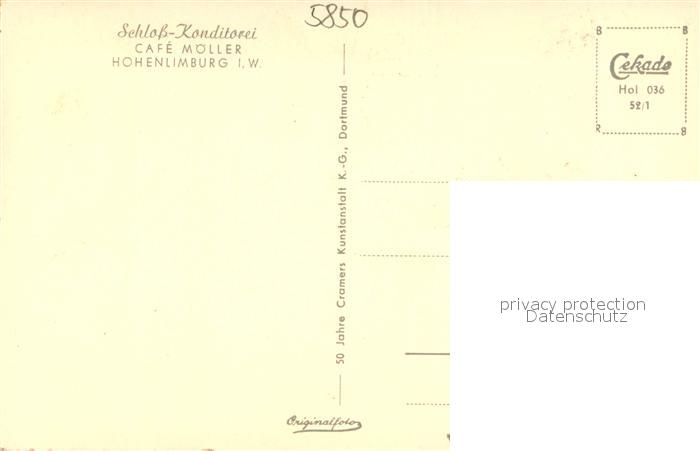 5850
Schloß-Konditorei
CAFÉ MÖLLER
HOHENLIMBURG I.W.
50 Jahre Cramers Kunstanstalt K.-G., Dortmund
Originalfoto
B B
Cekade
Hol 036
52/1
R B
privacy protection
Datenschutz